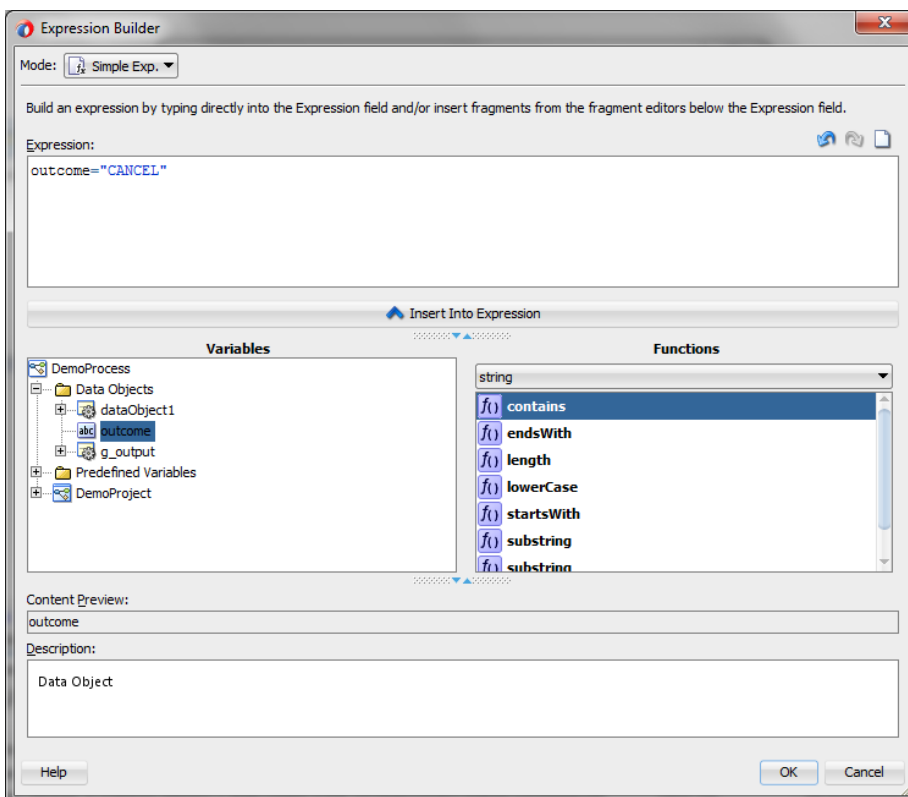 Expression Builder
Mode: Simple Exp.
Build an expression by typing directly into the Expression field and/or insert fragments from the fragment editors below the Expression field.
Expression:
outcome="CANCEL"
Insert Into Expression
Variables
DemoProcess
Data Objects
dataObject1
abc outcome
g_output
Predefined Variables
DemoProject
Functions
string
f() contains
f() endsWith
f() length
f() lowerCase
f() startsWith
f() substring
f() substring
Content Preview:
outcome
Description:
Data Object
Help
OK Cancel